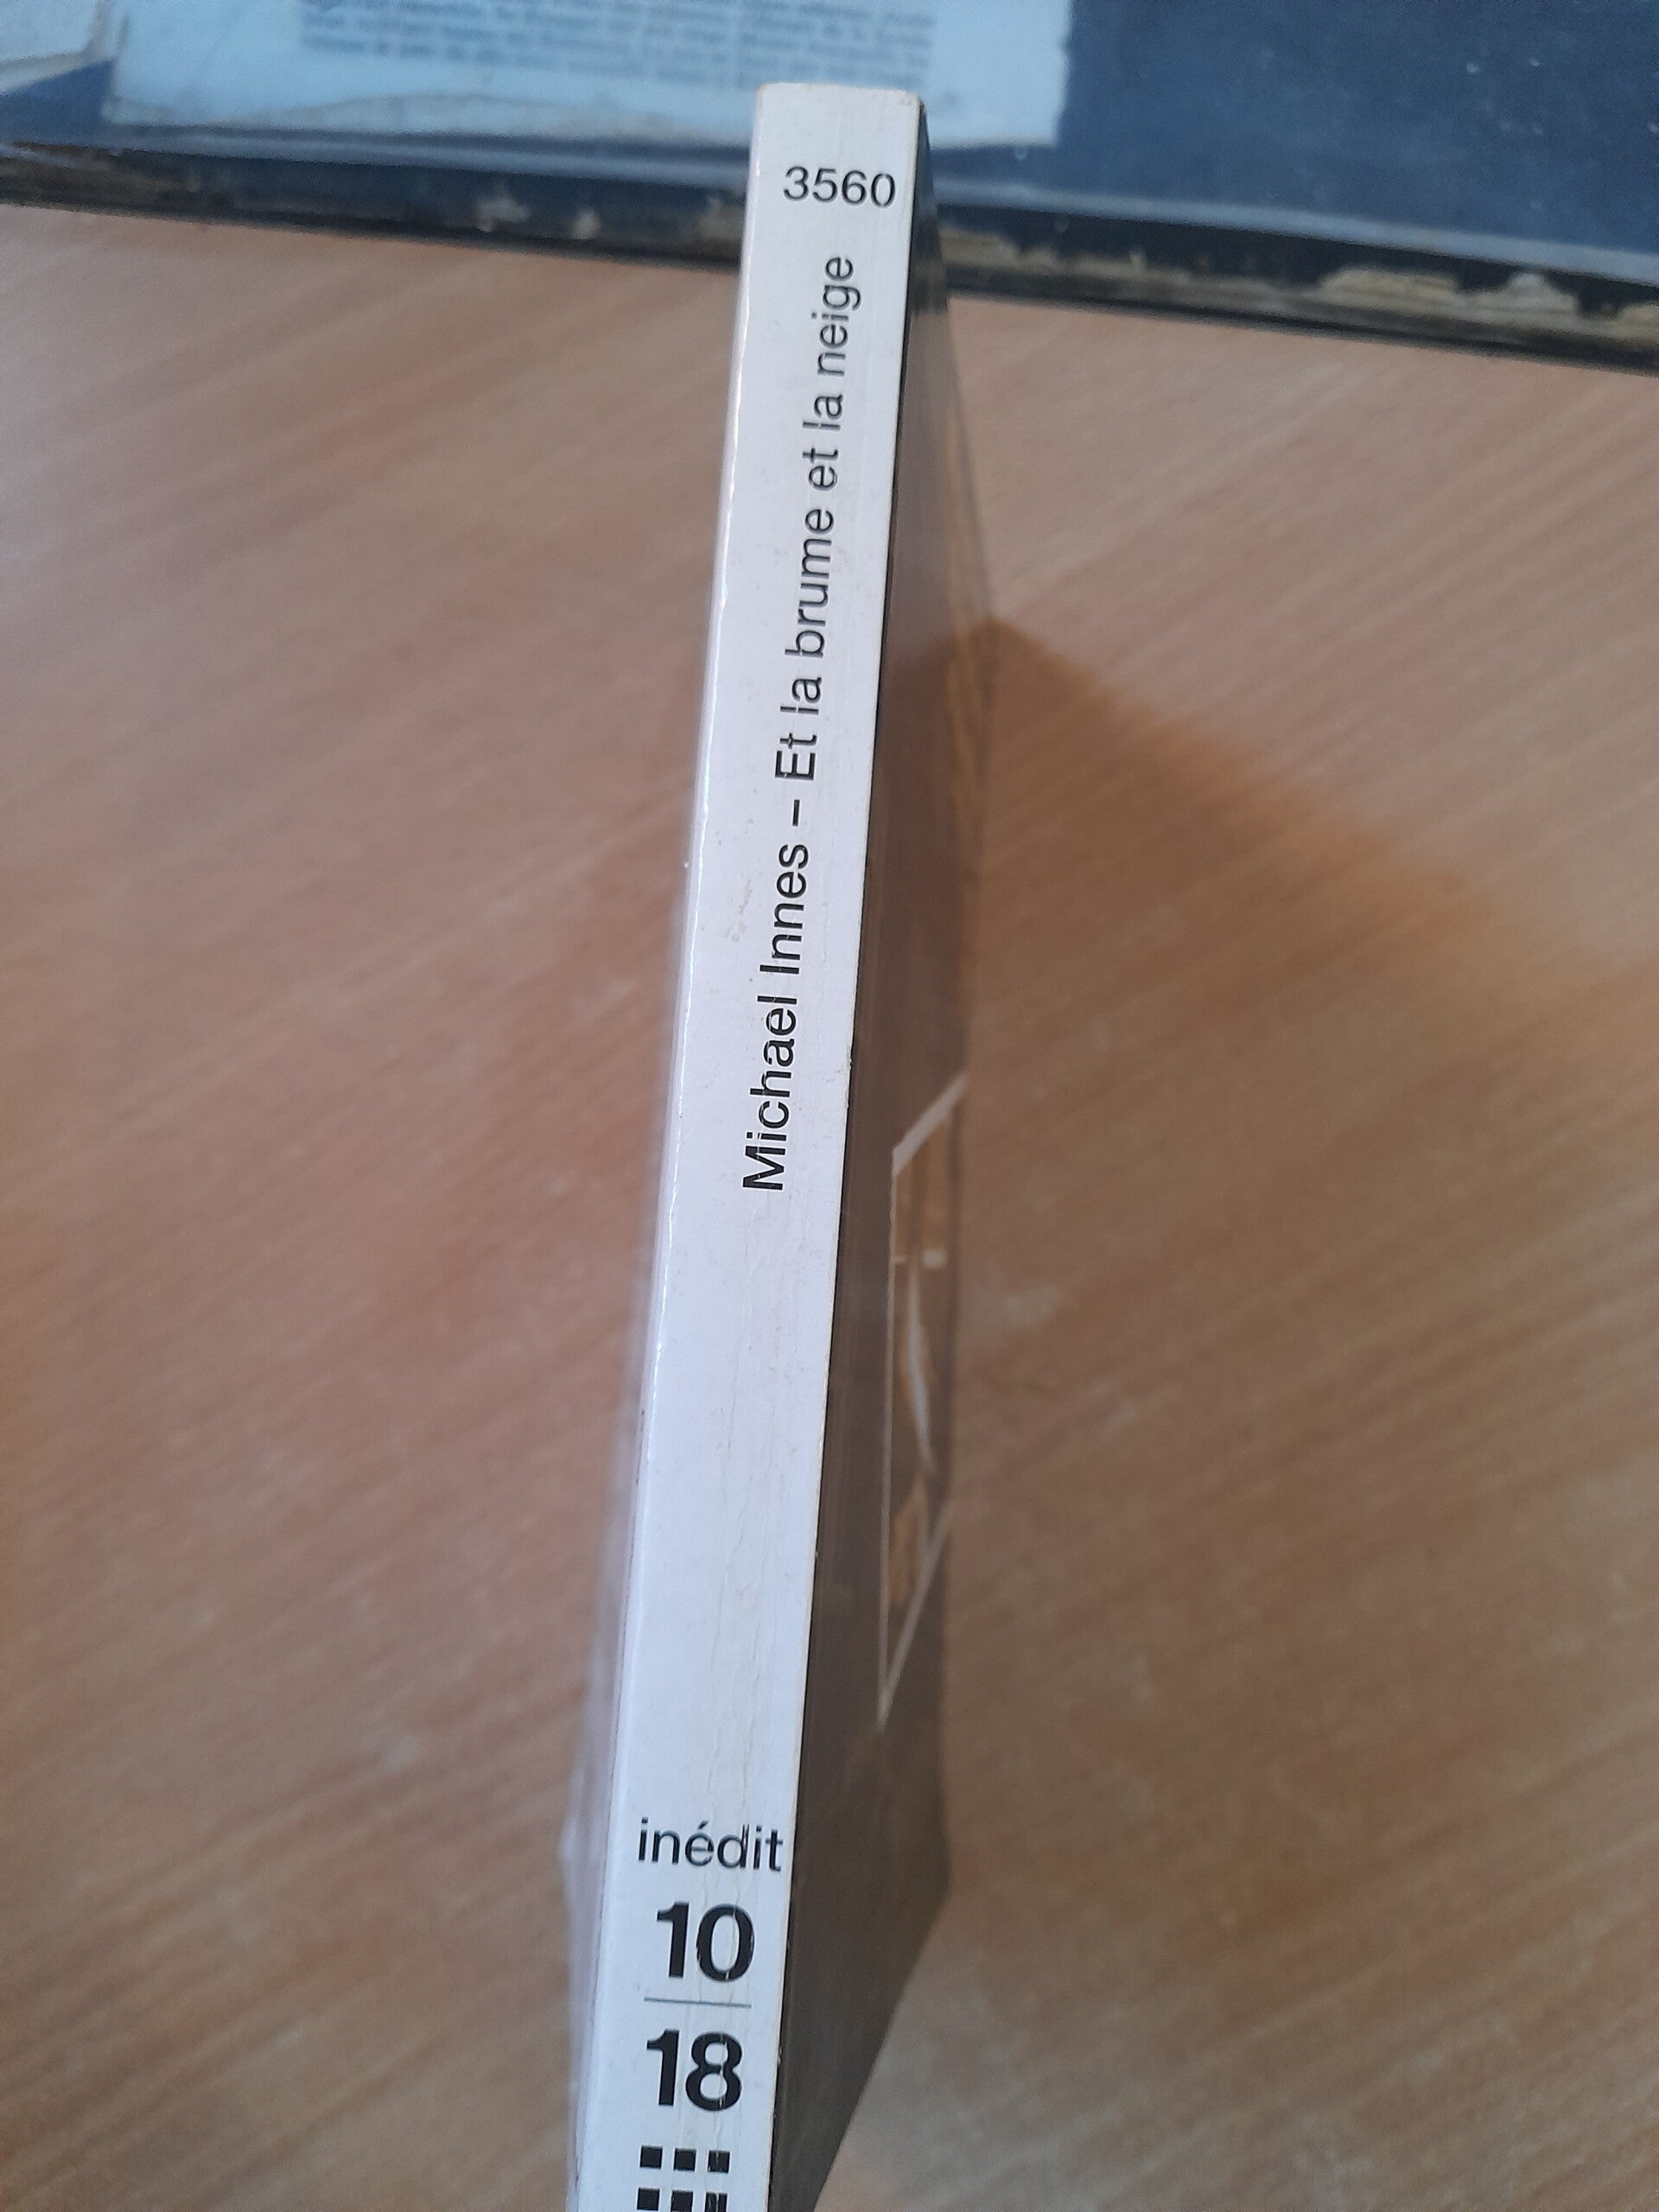 3560
Michael Innes – Et la brume et la neige
inédit
10
18